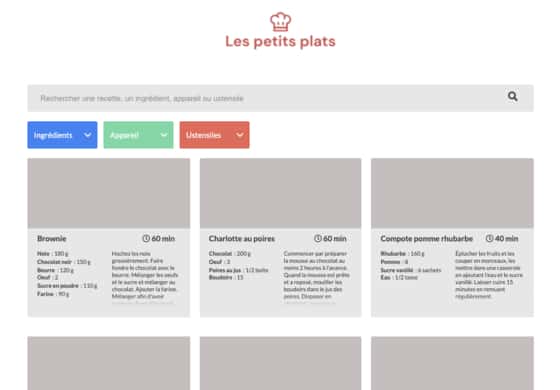 Les petits plats
Rechercher une recette, un ingrédient, appareil ou ustensile
Ingrédients
Appareil
Ustensiles
Brownie 60 min
Noix : 180 g
Chocolat noir : 150 g
Beurre : 120 g
Oeuf : 2
Sucre en poudre : 110 g
Farine : 90 g
Hachez les noix
grossièrement. Faire
fondre le chocolat avec le
beurre. Mélanger les oeufs
et le sucre et mélanger au
chocolat. Ajouter la farine.
Mélanger afin d'avoir
Charlotte au poires 60 min
Chocolat : 200 g
Oeuf : 3
Poires au jus : 1/2 boite
Boudoirs : 15
Commencer par préparer
la mousse au chocolat au
moins 2 heures à l'avance.
Quand la mousse est prête
et a reposé, mouiller les
boudoirs dans le jus des
poires. Disposer en
Compote pomme rhubarbe 40 min
Rhubarbe : 160 g
Pomme : 8
Sucre vanillé : 6 sachets
Eau : 1/2 tasse
Éplucher les fruits et les
couper en morceaux, les
mettre dans une casserole
en ajoutant l'eau et le sucre
vanillé. Laisser cuire 15
minutes en remuant
régulièrement.